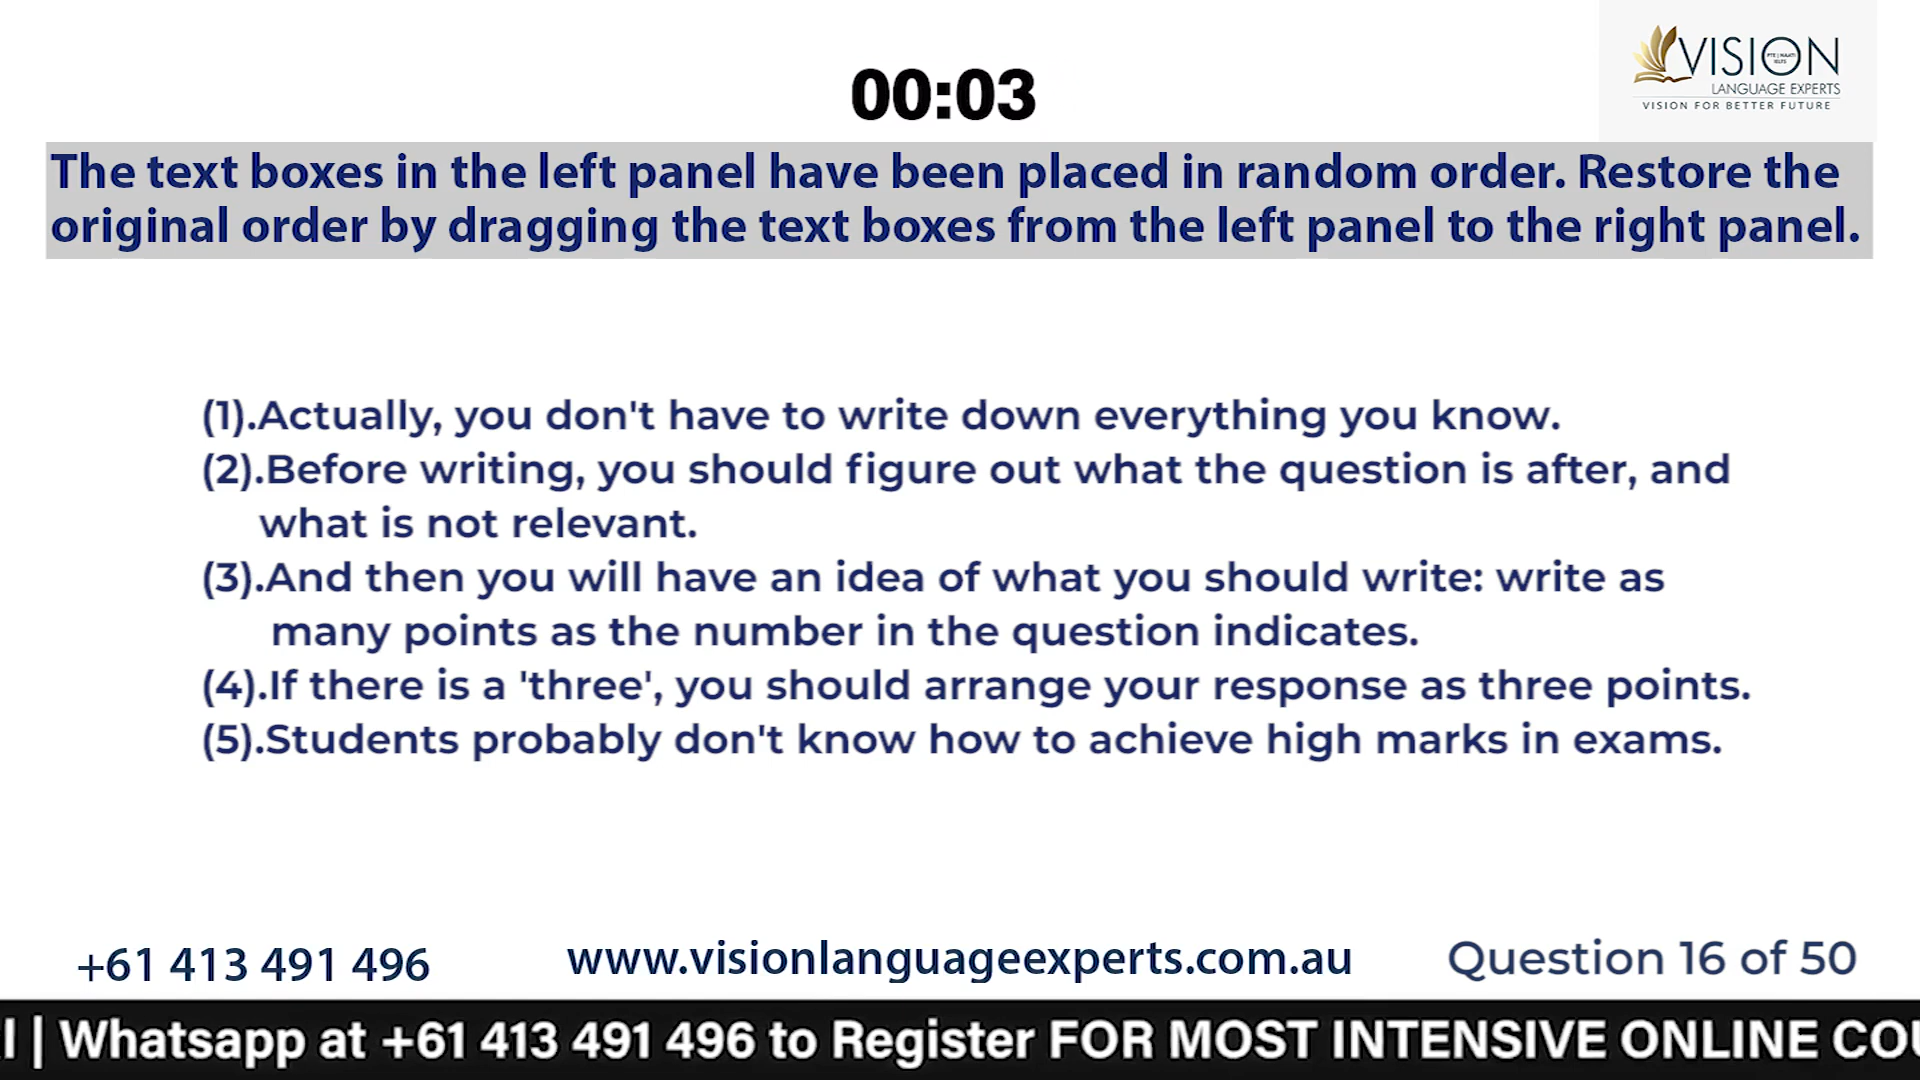 VISION
PTE | NAATI
IELTS
LANGUAGE EXPERTS
VISION FOR BETTER FUTURE
00:03
The text boxes in the left panel have been placed in random order. Restore the
original order by dragging the text boxes from the left panel to the right panel.
(1).Actually, you don't have to write down everything you know.
(2).Before writing, you should figure out what the question is after, and
what is not relevant.
(3).And then you will have an idea of what you should write: write as
many points as the number in the question indicates.
(4).If there is a 'three', you should arrange your response as three points.
(5).Students probably don't know how to achieve high marks in exams.
+61 413 491 496 www.visionlanguageexperts.com.au Question 16 of 50
l | Whatsapp at +61 413 491 496 to Register FOR MOST INTENSIVE ONLINE COU